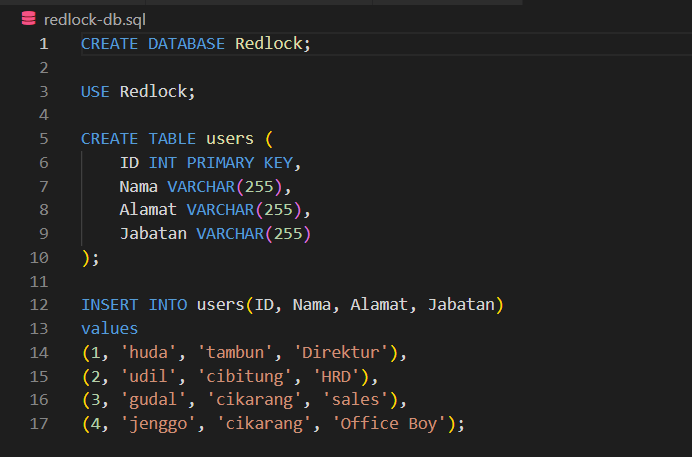 redlock-db.sql
1 CREATE DATABASE Redlock;
2
3 USE Redlock;
4
5 CREATE TABLE users (
6 ID INT PRIMARY KEY,
7 Nama VARCHAR(255),
8 Alamat VARCHAR(255),
9 Jabatan VARCHAR(255)
10 );
11
12 INSERT INTO users(ID, Nama, Alamat, Jabatan)
13 values
14 (1, 'huda', 'tambun', 'Direktur'),
15 (2, 'udil', 'cibitung', 'HRD'),
16 (3, 'gudal', 'cikarang', 'sales'),
17 (4, 'jenggo', 'cikarang', 'Office Boy');